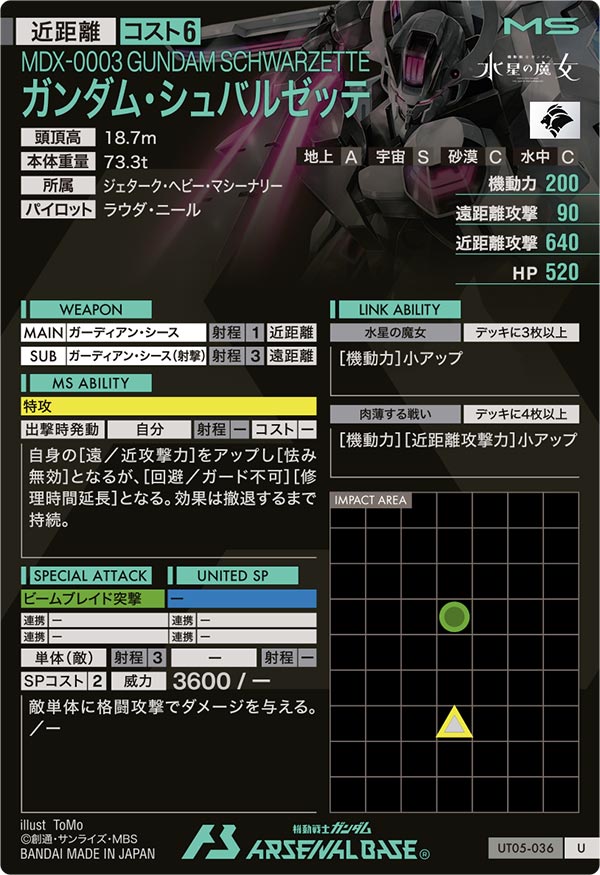 近距離 コスト6
MS
MDX-0003 GUNDAM SCHWARZETTE
ガンダム・シュバルゼッテ
機動戦士ガンダム
水星の魔女
頭頂高 18.7m
本体重量 73.3t
所属 ジェターク・ヘビー・マシーナリー
パイロット ラウダ・ニール
地上 A 宇宙 S 砂漠 C 水中 C
機動力 200
遠距離攻撃 90
近距離攻撃 640
HP 520
WEAPON
MAIN ガーディアン・シース 射程 1 近距離
SUB ガーディアン・シース(射撃) 射程 3 遠距離
MS ABILITY
特攻
出撃時発動 自分 射程 ー コスト ー
自身の[遠／近攻撃力]をアップし[怯み
無効]となるが、[回避／ガード不可][修
理時間延長]となる。効果は撤退するまで
持続。
LINK ABILITY
水星の魔女 デッキに3枚以上
[機動力]小アップ
肉薄する戦い デッキに4枚以上
[機動力][近距離攻撃力]小アップ
SPECIAL ATTACK UNITED SP
ビームブレイド突撃 ー
連携 ー 連携 ー
連携 ー 連携 ー
単体(敵) 射程 3 ー 射程 ー
SPコスト 2 威力 3600 / ー
敵単体に格闘攻撃でダメージを与える。
／ー
IMPACT AREA
illust ToMo
©創通・サンライズ・MBS
BANDAI MADE IN JAPAN
機動戦士ガンダム
ARSENAL BASE®
UT05-036 U